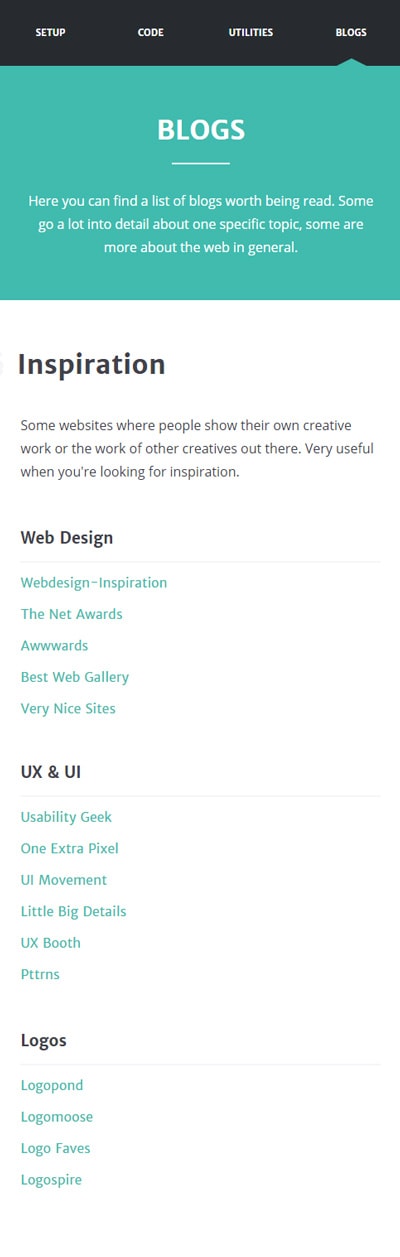 SETUP CODE UTILITIES BLOGS
BLOGS
Here you can find a list of blogs worth being read. Some
go a lot into detail about one specific topic, some are
more about the web in general.
Inspiration
Some websites where people show their own creative
work or the work of other creatives out there. Very useful
when you're looking for inspiration.
Web Design
Webdesign-Inspiration
The Net Awards
Awwwards
Best Web Gallery
Very Nice Sites
UX & UI
Usability Geek
One Extra Pixel
UI Movement
Little Big Details
UX Booth
Pttrns
Logos
Logopond
Logomoose
Logo Faves
Logospire